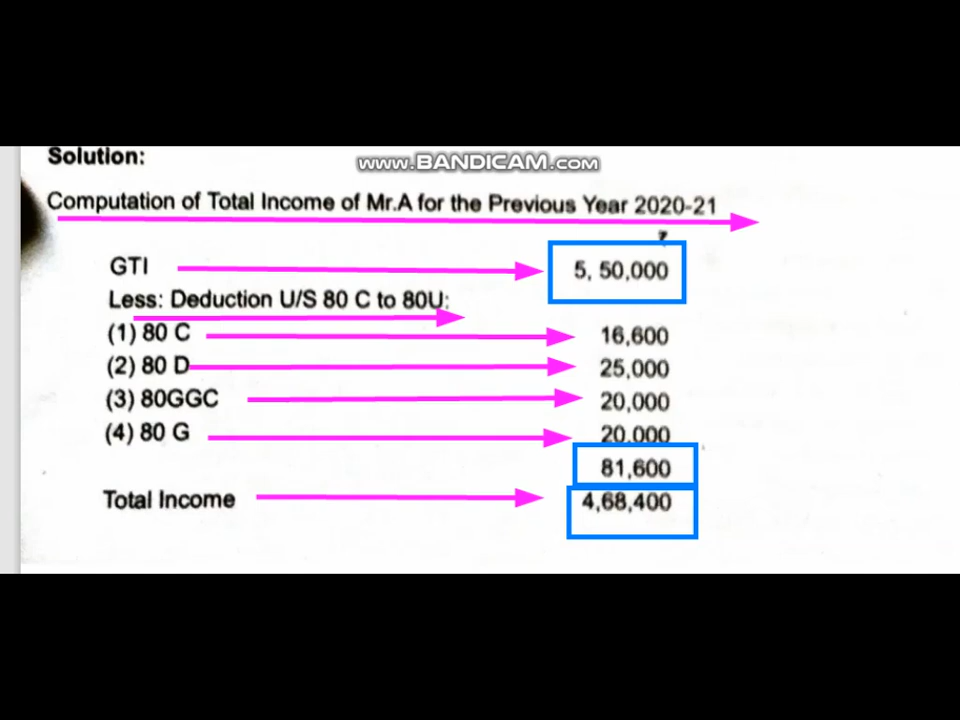 Solution:
www.BANDICAM.com
Computation of Total Income of Mr.A for the Previous Year 2020-21
₹
GTI 5, 50,000
Less: Deduction U/S 80 C to 80U:
(1) 80 C 16,600
(2) 80 D 25,000
(3) 80GGC 20,000
(4) 80 G 20,000
81,600
Total Income 4,68,400